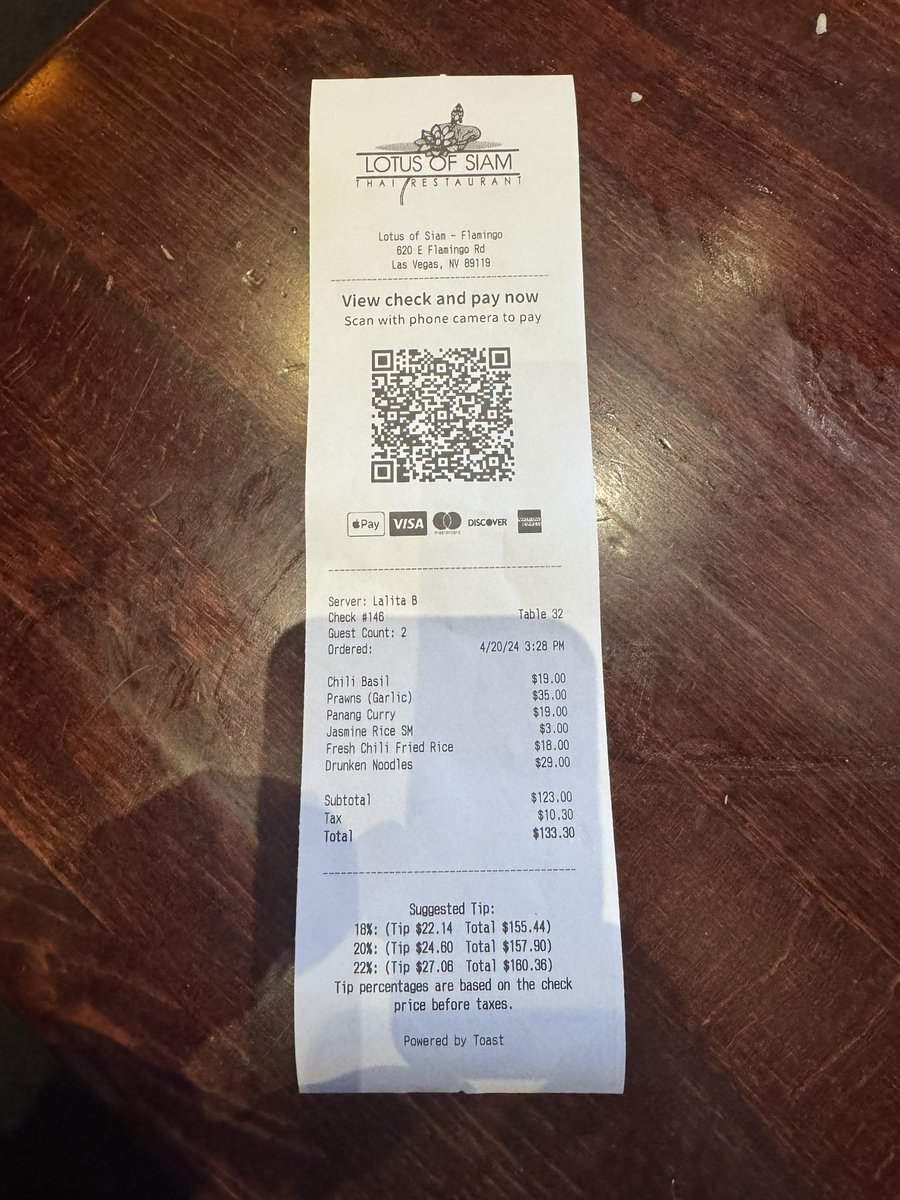 LOTUS OF SIAM
THAI RESTAURANT
Lotus of Siam - Flamingo
620 E Flamingo Rd
Las Vegas, NV 89119
View check and pay now
Scan with phone camera to pay
Pay VISA mastercard DISCOVER AMERICAN EXPRESS
Server: Lalita B
Check #146 Table 32
Guest Count: 2
Ordered: 4/20/24 3:28 PM
Chili Basil $19.00
Prawns (Garlic) $35.00
Panang Curry $19.00
Jasmine Rice SM $3.00
Fresh Chili Fried Rice $18.00
Drunken Noodles $29.00
Subtotal $123.00
Tax $10.30
Total $133.30
Suggested Tip:
18%: (Tip $22.14 Total $155.44)
20%: (Tip $24.60 Total $157.90)
22%: (Tip $27.06 Total $160.36)
Tip percentages are based on the check
price before taxes.
Powered by Toast